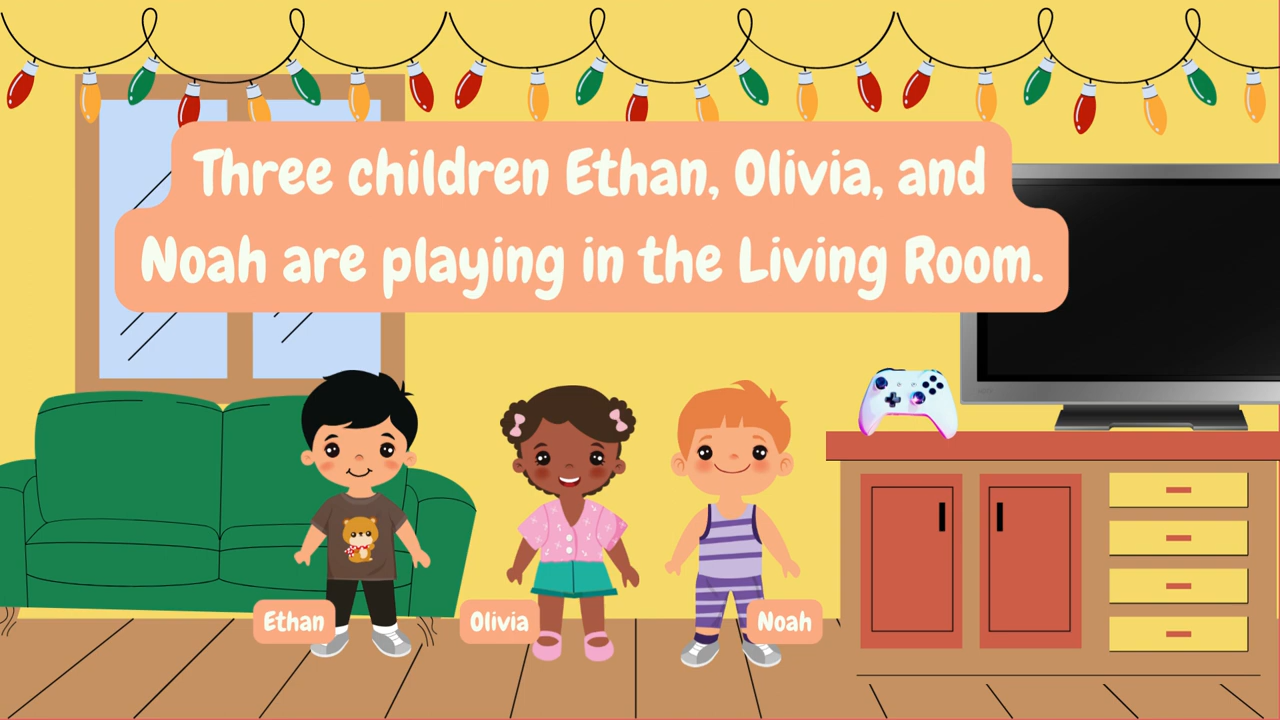 Three children Ethan, Olivia, and
Noah are playing in the Living Room.
Ethan
Olivia
Noah